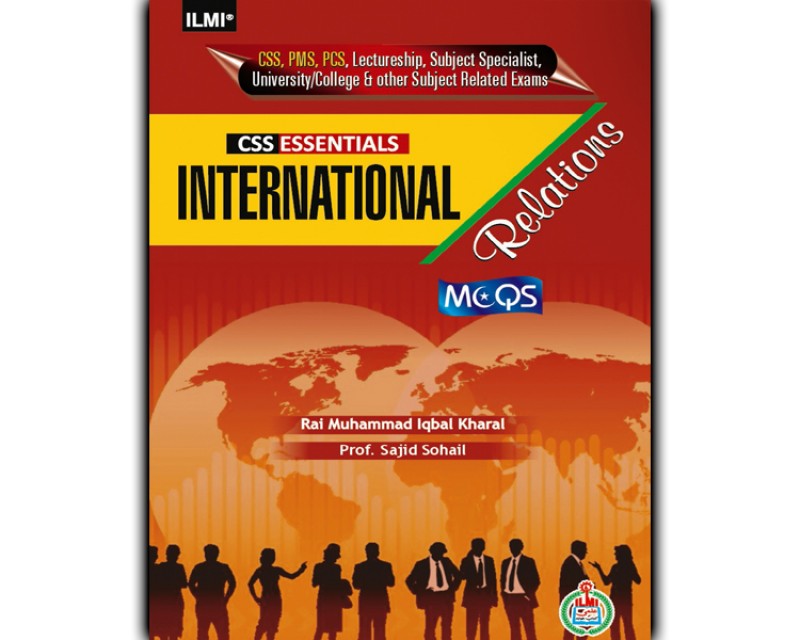 ILMI®
CSS, PMS, PCS, Lectureship, Subject Specialist,
University/College & other Subject Related Exams
CSS ESSENTIALS
INTERNATIONAL
Relations
MCQS
Rai Muhammad Iqbal Kharal
Prof. Sajid Sohail
ILMI